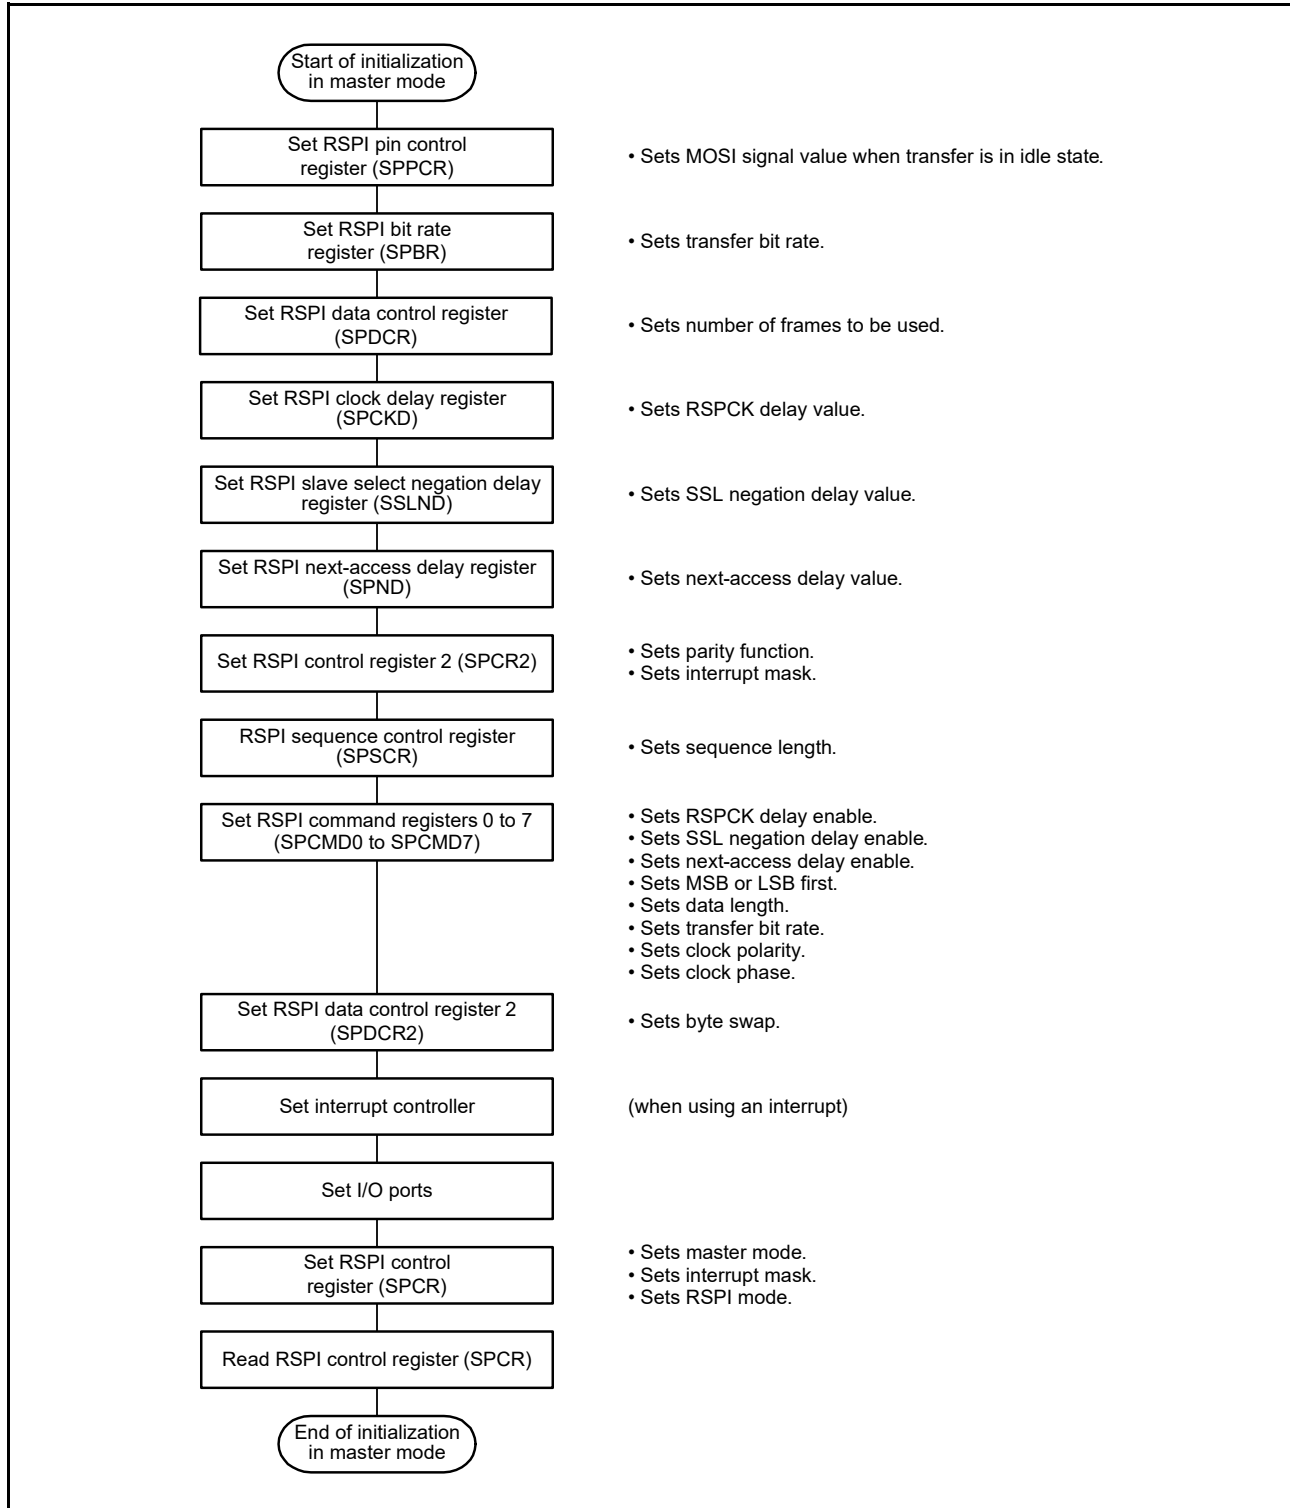 Start of initialization
in master mode
Set RSPI pin control
register (SPPCR)
• Sets MOSI signal value when transfer is in idle state.
Set RSPI bit rate
register (SPBR)
• Sets transfer bit rate.
Set RSPI data control register
(SPDCR)
• Sets number of frames to be used.
Set RSPI clock delay register
(SPCKD)
• Sets RSPCK delay value.
Set RSPI slave select negation delay
register (SSLND)
• Sets SSL negation delay value.
Set RSPI next-access delay register
(SPND)
• Sets next-access delay value.
Set RSPI control register 2 (SPCR2)
• Sets parity function.
• Sets interrupt mask.
RSPI sequence control register
(SPSCR)
• Sets sequence length.
Set RSPI command registers 0 to 7
(SPCMD0 to SPCMD7)
• Sets RSPCK delay enable.
• Sets SSL negation delay enable.
• Sets next-access delay enable.
• Sets MSB or LSB first.
• Sets data length.
• Sets transfer bit rate.
• Sets clock polarity.
• Sets clock phase.
Set RSPI data control register 2
(SPDCR2)
• Sets byte swap.
Set interrupt controller
(when using an interrupt)
Set I/O ports
Set RSPI control
register (SPCR)
• Sets master mode.
• Sets interrupt mask.
• Sets RSPI mode.
Read RSPI control register (SPCR)
End of initialization
in master mode